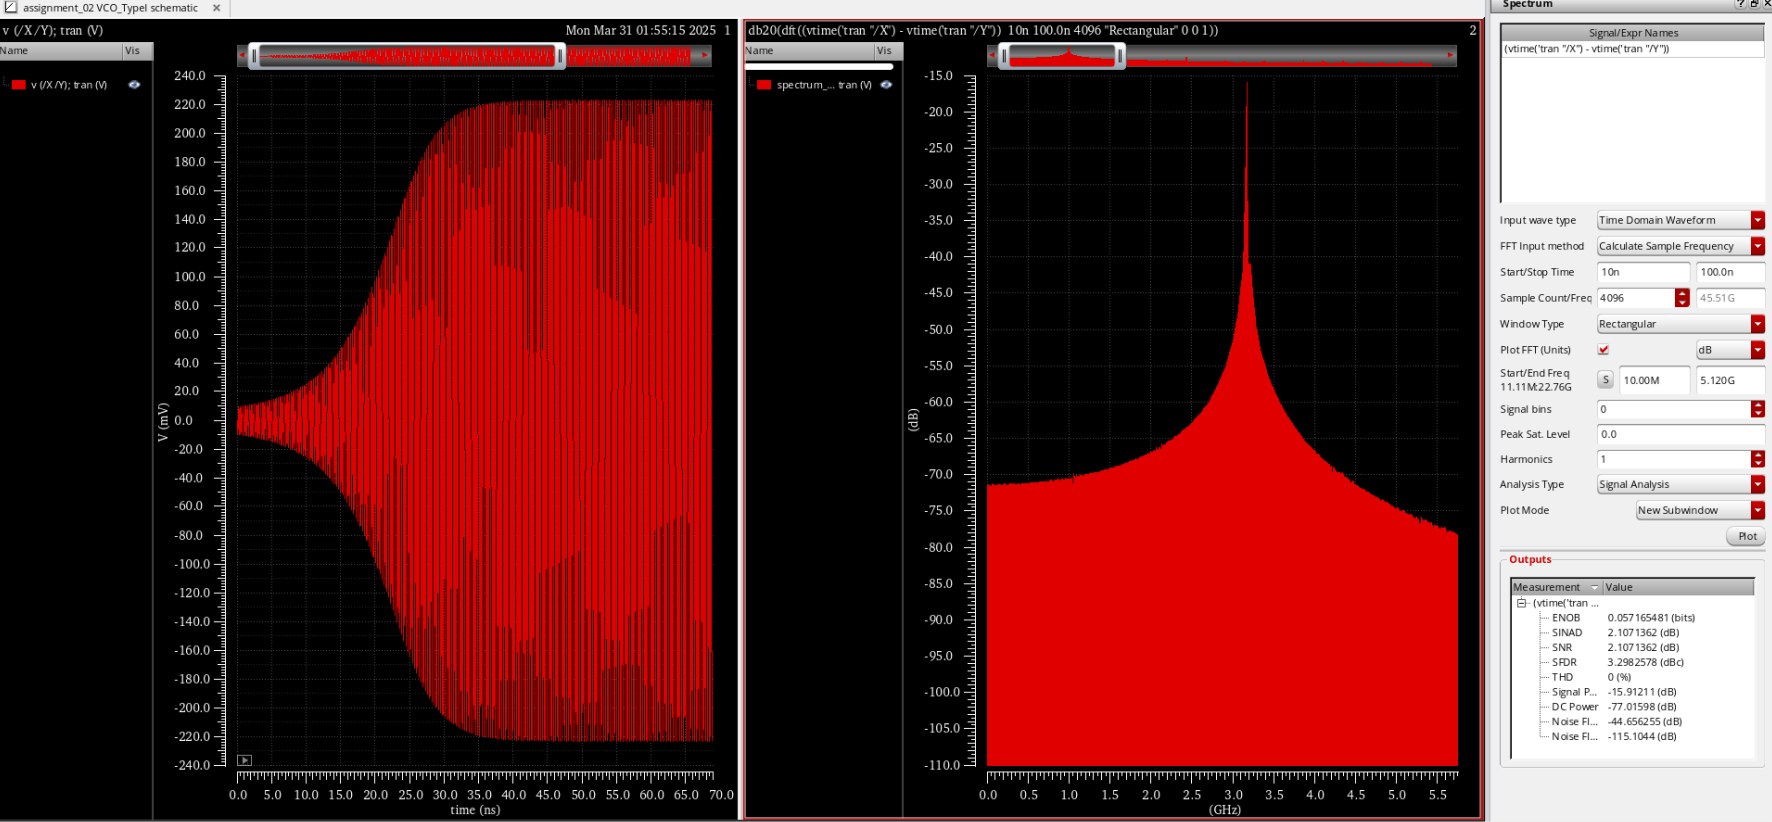 assignment_02 VCO_TypeI schematic
v (/X /Y); tran (V)
Mon Mar 31 01:55:15 2025 1
Name
Vis
v (/X /Y); tran (V)
240.0
220.0
200.0
180.0
160.0
140.0
120.0
100.0
80.0
60.0
40.0
20.0
0.0
-20.0
-40.0
-60.0
-80.0
-100.0
-120.0
-140.0
-160.0
-180.0
-200.0
-220.0
-240.0
V (mV)
0.0 5.0 10.0 15.0 20.0 25.0 30.0 35.0 40.0 45.0 50.0 55.0 60.0 65.0 70.0
time (ns)
db20(dft((vtime('tran "/X") - vtime('tran "/Y")) 10n 100.0n 4096 "Rectangular" 0 0 1))
2
Name
Vis
spectrum_... tran (V)
-15.0
-20.0
-25.0
-30.0
-35.0
-40.0
-45.0
-50.0
-55.0
-60.0
-65.0
-70.0
-75.0
-80.0
-85.0
-90.0
-95.0
-100.0
-105.0
-110.0
(dB)
0.0 0.5 1.0 1.5 2.0 2.5 3.0 3.5 4.0 4.5 5.0 5.5
(GHz)
Spectrum
Signal/Expr Names
(vtime('tran "/X") - vtime('tran "/Y"))
Input wave type Time Domain Waveform
FFT Input method Calculate Sample Frequency
Start/Stop Time 10n 100.0n
Sample Count/Freq 4096 45.51G
Window Type Rectangular
Plot FFT (Units) dB
Start/End Freq
11.11M:22.76G
S 10.00M 5.120G
Signal bins 0
Peak Sat. Level 0.0
Harmonics 1
Analysis Type Signal Analysis
Plot Mode New Subwindow
Plot
Outputs
Measurement Value
(vtime('tran ...
ENOB 0.057165481 (bits)
SINAD 2.1071362 (dB)
SNR 2.1071362 (dB)
SFDR 3.2982578 (dBc)
THD 0 (%)
Signal P... -15.91211 (dB)
DC Power -77.01598 (dB)
Noise Fl... -44.656255 (dB)
Noise Fl... -115.1044 (dB)